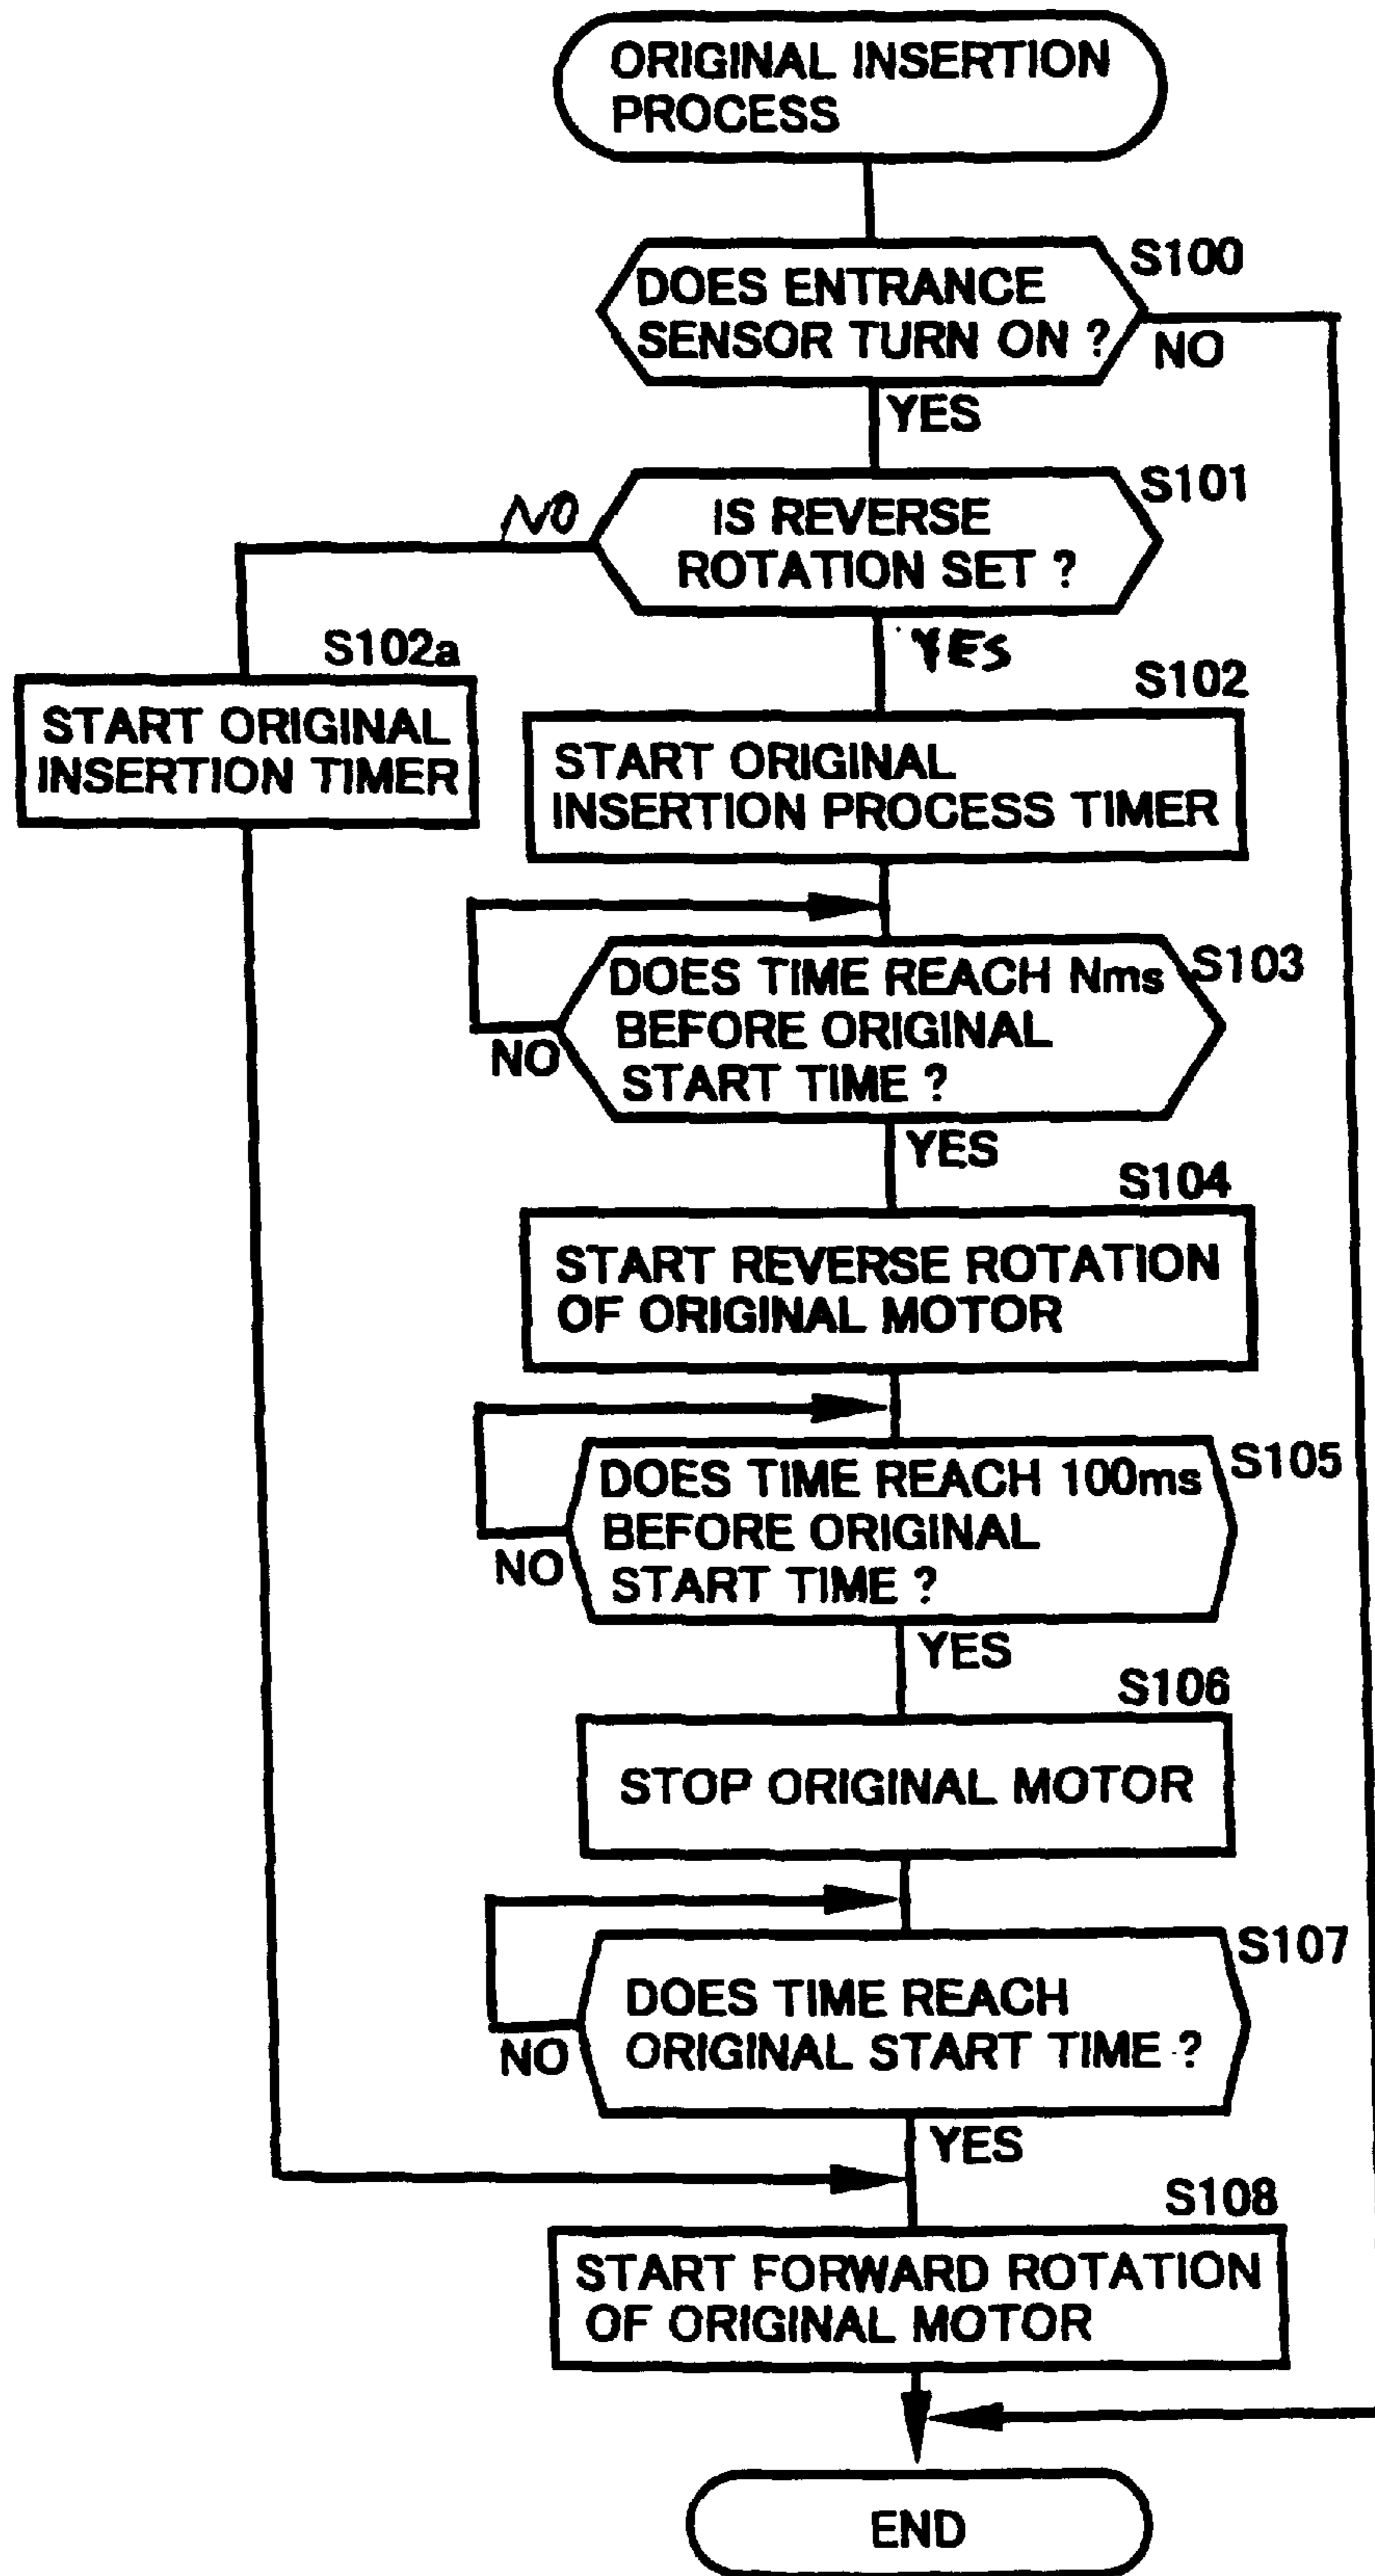 ORIGINAL INSERTION
PROCESS
S100
DOES ENTRANCE
SENSOR TURN ON ?
NO
YES
S101
IS REVERSE
ROTATION SET ?
NO
YES
S102a
START ORIGINAL
INSERTION TIMER
S102
START ORIGINAL
INSERTION PROCESS TIMER
S103
DOES TIME REACH Nms
BEFORE ORIGINAL
START TIME ?
NO
YES
S104
START REVERSE ROTATION
OF ORIGINAL MOTOR
S105
DOES TIME REACH 100ms
BEFORE ORIGINAL
START TIME ?
NO
YES
S106
STOP ORIGINAL MOTOR
S107
DOES TIME REACH
ORIGINAL START TIME ?
NO
YES
S108
START FORWARD ROTATION
OF ORIGINAL MOTOR
END